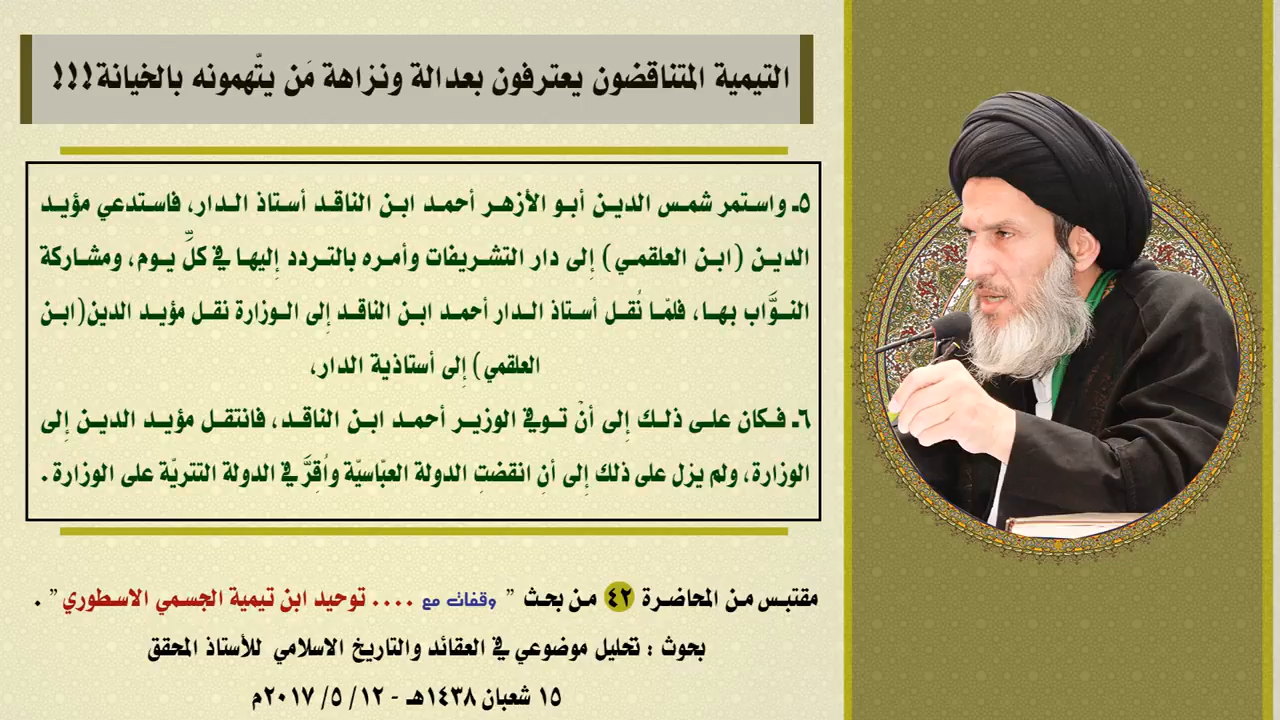 التيمية المتناقضون يعترفون بعدالة ونزاهة مَن يتّهمونه بالخيانة!!!
٥ـ واستمر شمس الدين أبو الأزهر أحمد ابن الناقد أستاذ الدار، فاستدعي مؤيد
الدين (ابن العلقمي) إلى دار التشريفات وأمره بالتردد إليها في كلِّ يوم، ومشاركة
النوَّاب بها، فلمّا نُقل أستاذ الدار أحمد ابن الناقد إلى الوزارة نقل مؤيد الدين(ابن
العلقمي) إلى أستاذية الدار،
٦ـ فكان على ذلك إلى أنْ توفي الوزير أحمد ابن الناقد، فانتقل مؤيد الدين إلى
الوزارة، ولم يزل على ذلك إلى أنِ انقضتِ الدولة العبّاسيّة وأُقِرَّ في الدولة التتريّة على الوزارة.
مقتبس من المحاضرة ٤٢ من بحث " وقفات مع .... توحيد ابن تيمية الجسمي الاسطوري" .
بحوث : تحليل موضوعي في العقائد والتاريخ الاسلامي للأستاذ المحقق
١٥ شعبان ١٤٣٨هـ - ١٢/ ٥/ ٢٠١٧م